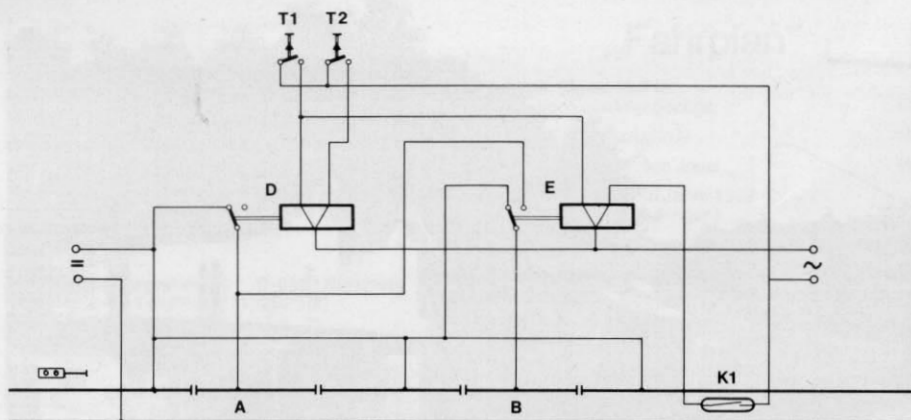 T1 T2
Fahrplan
D E
=
~
K1
A B